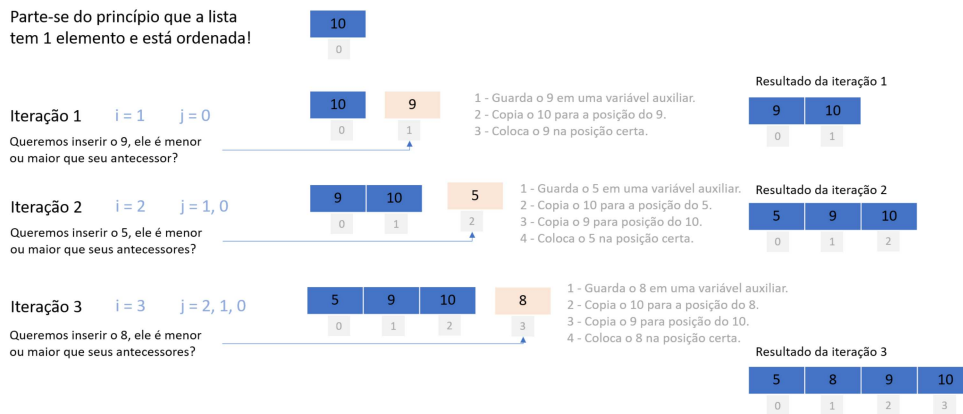 Parte-se do princípio que a lista
tem 1 elemento e está ordenada!
10
0
Iteração 1 i = 1 j = 0
Queremos inserir o 9, ele é menor
ou maior que seu antecessor?
10 9
0 1
1 - Guarda o 9 em uma variável auxiliar.
2 - Copia o 10 para a posição do 9.
3 - Coloca o 9 na posição certa.
Resultado da iteração 1
9 10
0 1
Iteração 2 i = 2 j = 1, 0
Queremos inserir o 5, ele é menor
ou maior que seus antecessores?
9 10 5
0 1 2
1 - Guarda o 5 em uma variável auxiliar.
2 - Copia o 10 para a posição do 5.
3 - Copia o 9 para posição do 10.
4 - Coloca o 5 na posição certa.
Resultado da iteração 2
5 9 10
0 1 2
Iteração 3 i = 3 j = 2, 1, 0
Queremos inserir o 8, ele é menor
ou maior que seus antecessores?
5 9 10 8
0 1 2 3
1 - Guarda o 8 em uma variável auxiliar.
2 - Copia o 10 para a posição do 8.
3 - Copia o 9 para posição do 10.
4 - Coloca o 8 na posição certa.
Resultado da iteração 3
5 8 9 10
0 1 2 3